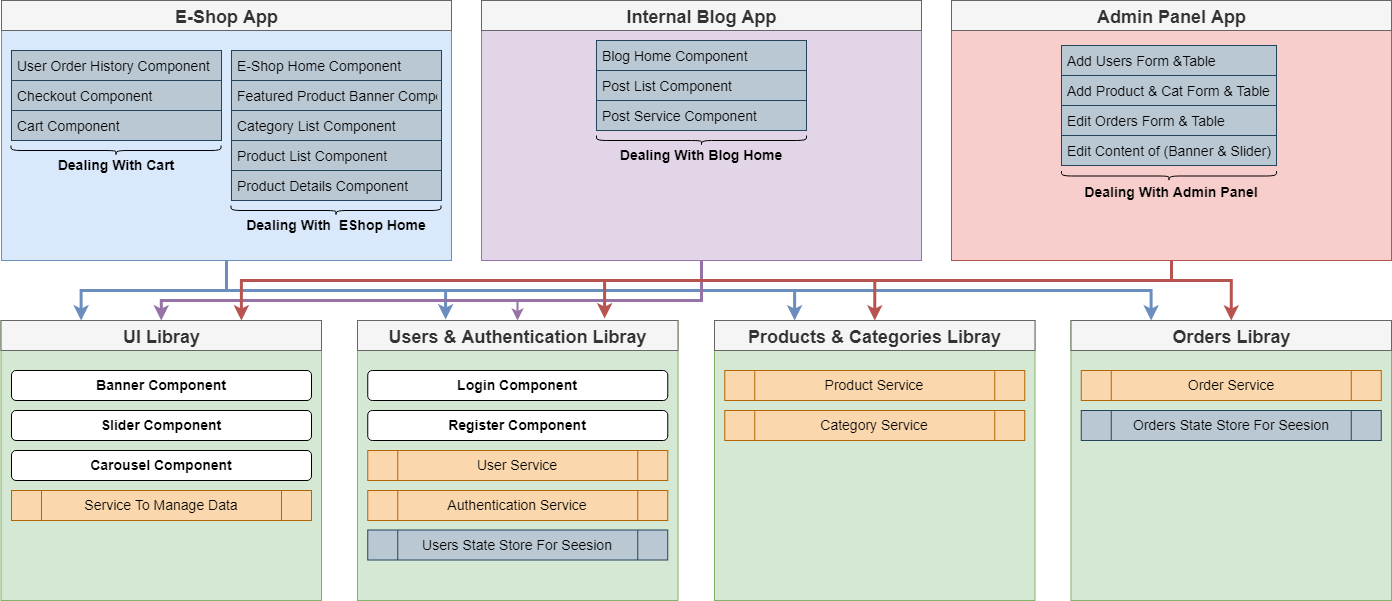 E-Shop App
User Order History Component
Checkout Component
Cart Component
Dealing With Cart
E-Shop Home Component
Featured Product Banner Compo
Category List Component
Product List Component
Product Details Component
Dealing With EShop Home
Internal Blog App
Blog Home Component
Post List Component
Post Service Component
Dealing With Blog Home
Admin Panel App
Add Users Form &Table
Add Product & Cat Form & Table
Edit Orders Form & Table
Edit Content of (Banner & Slider)
Dealing With Admin Panel
UI Libray
Banner Component
Slider Component
Carousel Component
Service To Manage Data
Users & Authentication Libray
Login Component
Register Component
User Service
Authentication Service
Users State Store For Seesion
Products & Categories Libray
Product Service
Category Service
Orders Libray
Order Service
Orders State Store For Seesion